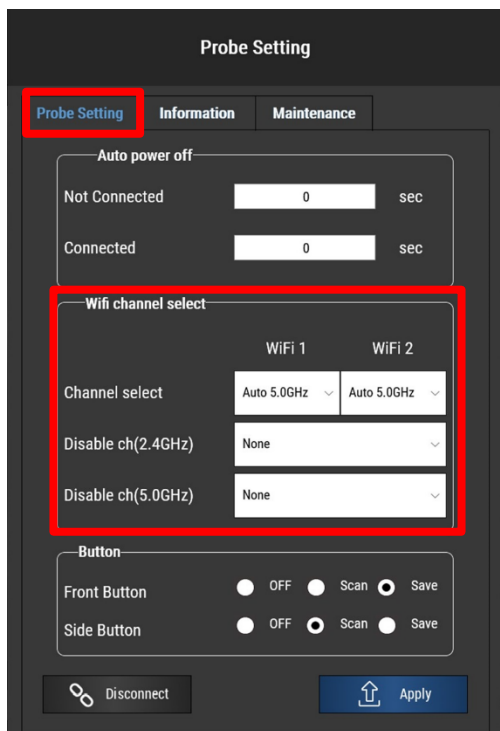 Probe Setting
Probe Setting Information Maintenance
Auto power off
Not Connected 0 sec
Connected 0 sec
Wifi channel select
WiFi 1 WiFi 2
Channel select Auto 5.0GHz Auto 5.0GHz
Disable ch(2.4GHz) None
Disable ch(5.0GHz) None
Button
Front Button OFF Scan Save
Side Button OFF Scan Save
Disconnect Apply